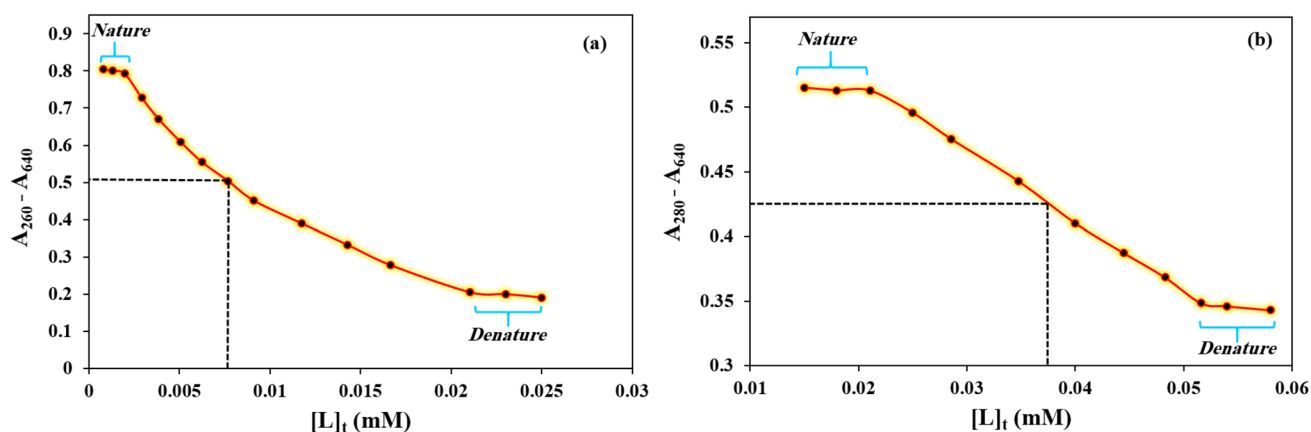 (a)
Nature
0.9
0.8
0.7
0.6
0.5
0.4
0.3
0.2
0.1
0
A260 - A640
Denature
0 0.005 0.01 0.015 0.02 0.025 0.03
[L]t (mM)
(b)
Nature
0.55
0.5
0.45
0.4
0.35
0.3
A280 - A640
Denature
0.01 0.02 0.03 0.04 0.05 0.06
[L]t (mM)